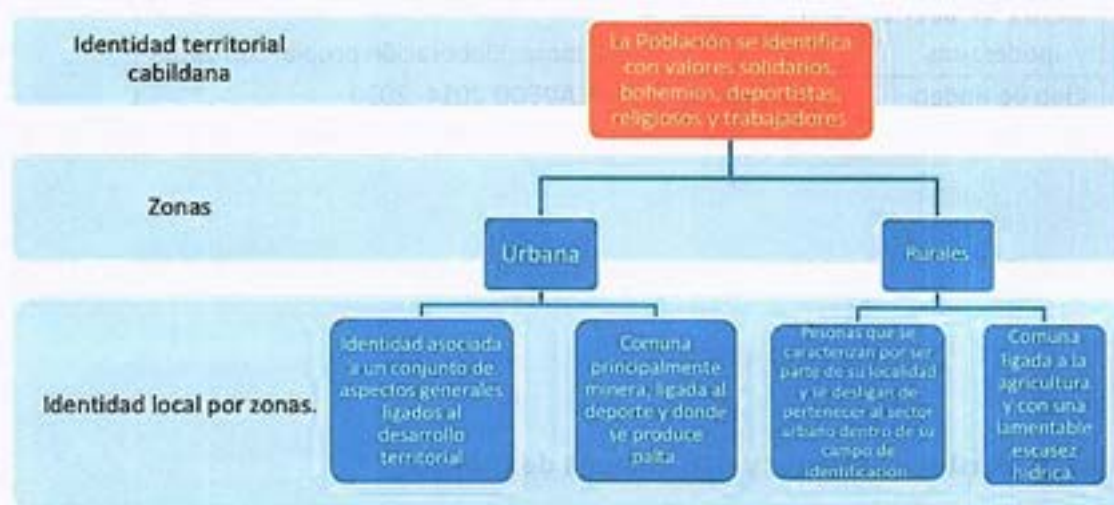 Identidad territorial
cabildana
La Población se identifica
con valores solidarios,
bohemios, deportistas,
religiosos y trabajadores
Zonas
Urbana
Rurales
Identidad local por zonas.
Identidad asociada
a un conjunto de
aspectos generales
ligados al
desarrollo
territorial
Comuna
principalmente
minera, ligada al
deporte y donde
se produce
palta.
Pesonas que se
caracterizan por ser
parte de su localidad
y se desligan de
pertenecer al sector
urbano dentro de su
campo de
identificación
Comuna
ligada a la
agricultura
y con una
lamentable
escasez
hídrica.